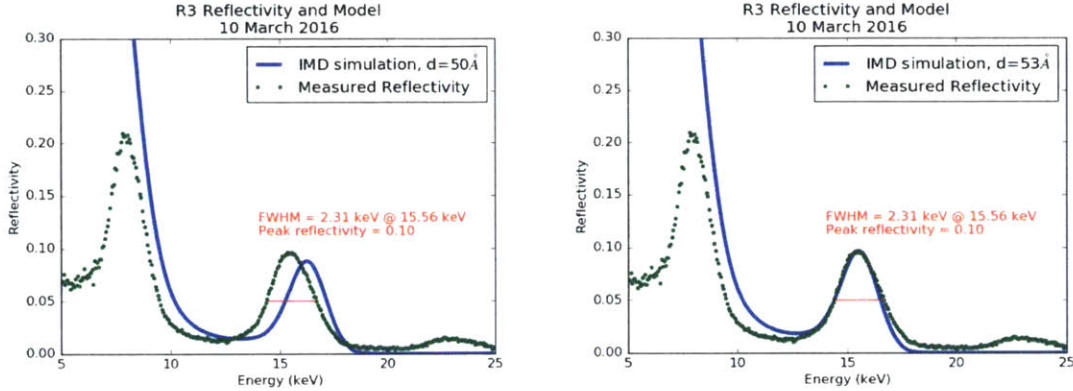 R3 Reflectivity and Model
10 March 2016
0.30
0.25
0.20
0.15
0.10
0.05
0.00
Reflectivity
IMD simulation, d=50Å
Measured Reflectivity
FWHM = 2.31 keV @ 15.56 keV
Peak reflectivity = 0.10
5 10 15 20 25
Energy (keV)
R3 Reflectivity and Model
10 March 2016
0.30
0.25
0.20
0.15
0.10
0.05
0.00
Reflectivity
IMD simulation, d=53Å
Measured Reflectivity
FWHM = 2.31 keV @ 15.56 keV
Peak reflectivity = 0.10
5 10 15 20 25
Energy (keV)